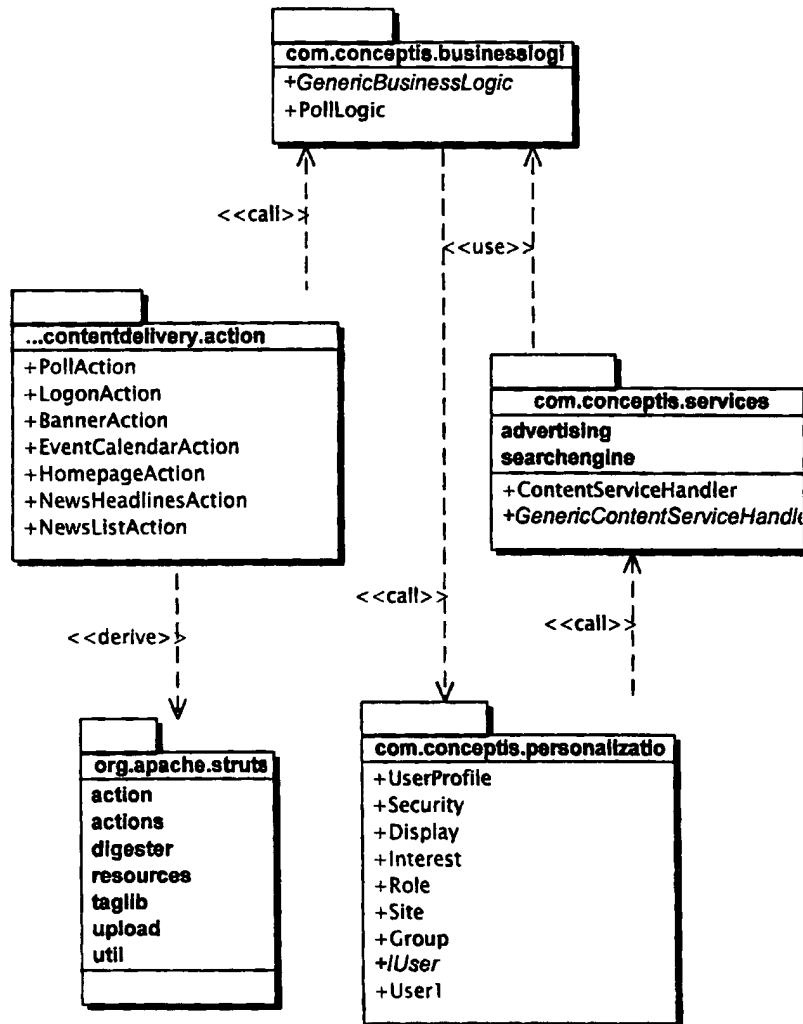 com.conceptis.businesslogi
+GenericBusinessLogic
+PollLogic
<<call>>
<<use>>
...contentdelivery.action
+PollAction
+LogonAction
+BannerAction
+EventCalendarAction
+HomepageAction
+NewsHeadlinesAction
+NewsListAction
com.conceptis.services
advertising
searchengine
+ContentServiceHandler
+GenericContentServiceHandle
<<derive>>
<<call>>
<<call>>
org.apache.struts
action
actions
digester
resources
taglib
upload
util
com.conceptis.personalizatio
+UserProfile
+Security
+Display
+Interest
+Role
+Site
+Group
+IUser
+User1